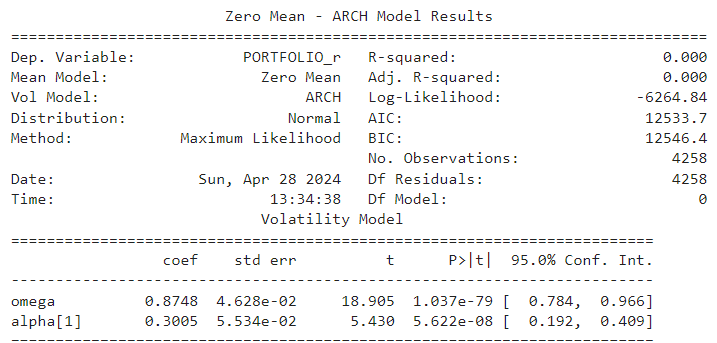 Zero Mean - ARCH Model Results
==============================================================================
Dep. Variable:            PORTFOLIO_r   R-squared:                       0.000
Mean Model:                 Zero Mean   Adj. R-squared:                  0.000
Vol Model:                       ARCH   Log-Likelihood:               -6264.84
Distribution:                  Normal   AIC:                           12533.7
Method:            Maximum Likelihood   BIC:                           12546.4
                                        No. Observations:                 4258
Date:                Sun, Apr 28 2024   Df Residuals:                     4258
Time:                        13:34:38   Df Model:                            0
                            Volatility Model
========================================================================
                 coef    std err          t      P>|t|  95.0% Conf. Int.
------------------------------------------------------------------------
omega          0.8748  4.628e-02     18.905  1.037e-79 [  0.784,  0.966]
alpha[1]       0.3005  5.534e-02      5.430  5.622e-08 [  0.192,  0.409]
------------------------------------------------------------------------